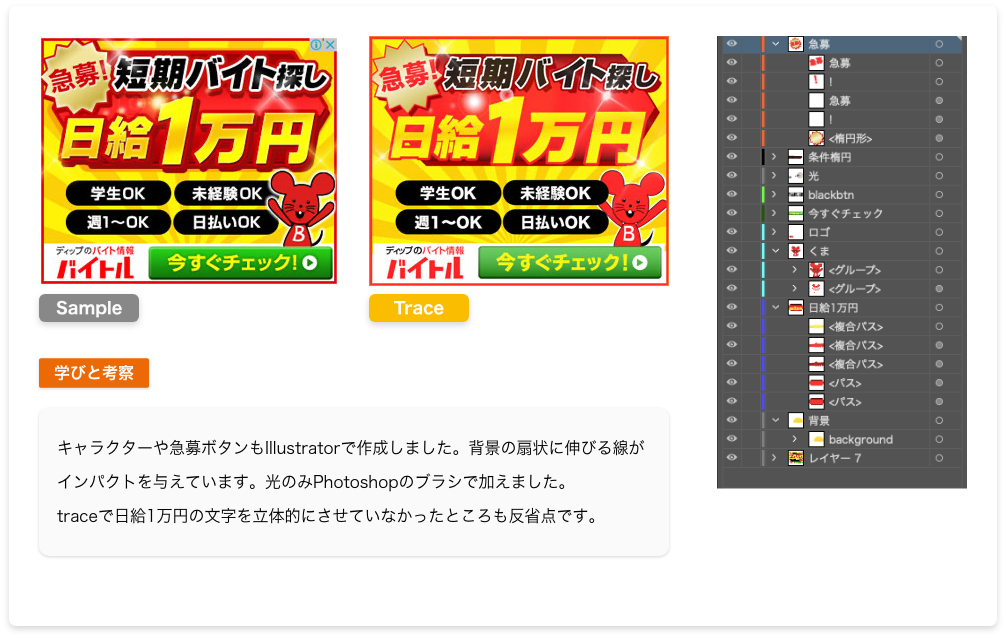 急募!
短期バイト探し
日給1万円
学生OK
未経験OK
週1〜OK
日払いOK
B
ディップのバイト情報
バイトル
今すぐチェック!
Sample
急募!
短期バイト探し
日給1万円
学生OK
未経験OK
週1〜OK
日払いOK
B
ディップのバイト情報
バイトル
今すぐチェック!
Trace
急募
急募
!
急募
!
<楕円形>
条件楕円
光
blackbtn
今すぐチェック
ロゴ
くま
<グループ>
<グループ>
日給1万円
<複合パス>
<複合パス>
<複合パス>
<パス>
<パス>
背景
background
レイヤー 7
学びと考察
キャラクターや急募ボタンもIllustratorで作成しました。背景の扇状に伸びる線が
インパクトを与えています。光のみPhotoshopのブラシで加えました。
traceで日給1万円の文字を立体的にさせていなかったところも反省点です。